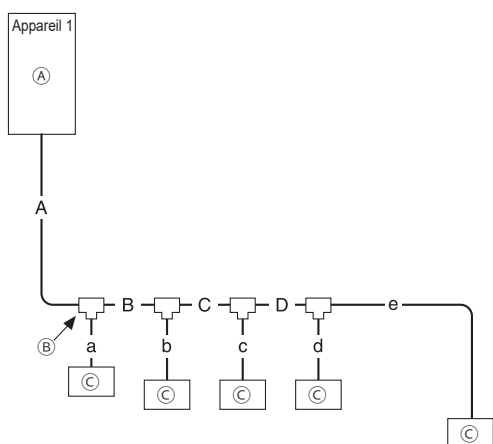 Appareil 1
Ⓐ
A
B C D e
Ⓑ a b c d
Ⓒ Ⓒ Ⓒ Ⓒ
Ⓒ